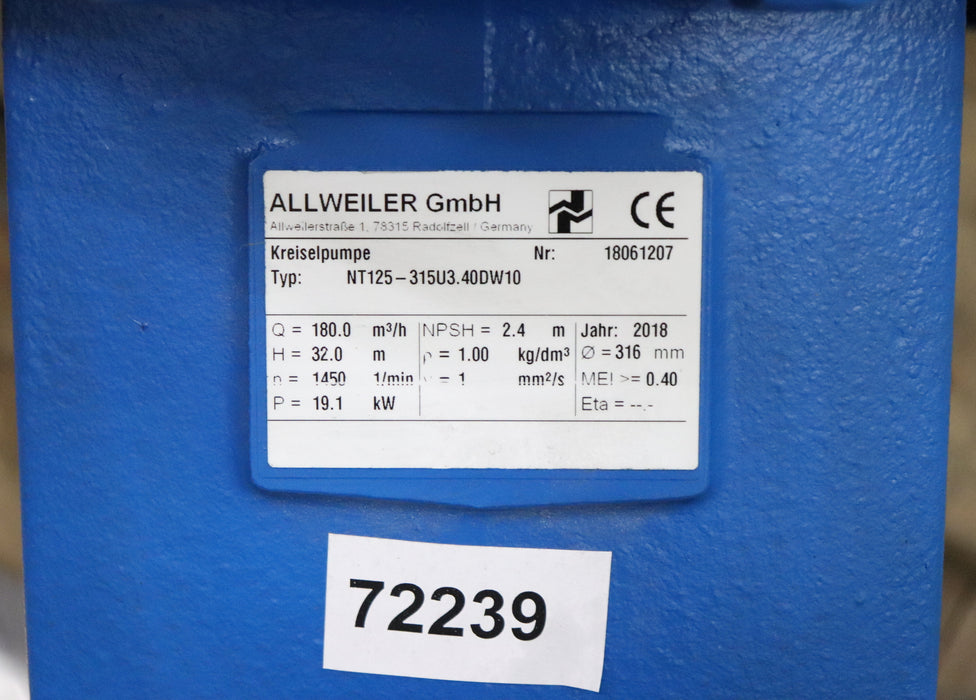 ALLWEILER GmbH
Allweilerstraße 1, 78315 Radolfzell / Germany
CE
Kreiselpumpe Nr: 18061207
Typ: NT125-315U3.40DW10
Q = 180.0 m³/h NPSH = 2.4 m Jahr: 2018
H = 32.0 m ρ = 1.00 kg/dm³ Ø = 316 mm
n = 1450 1/min ν = 1 mm²/s MEI >= 0.40
P = 19.1 kW Eta = --.-
72239